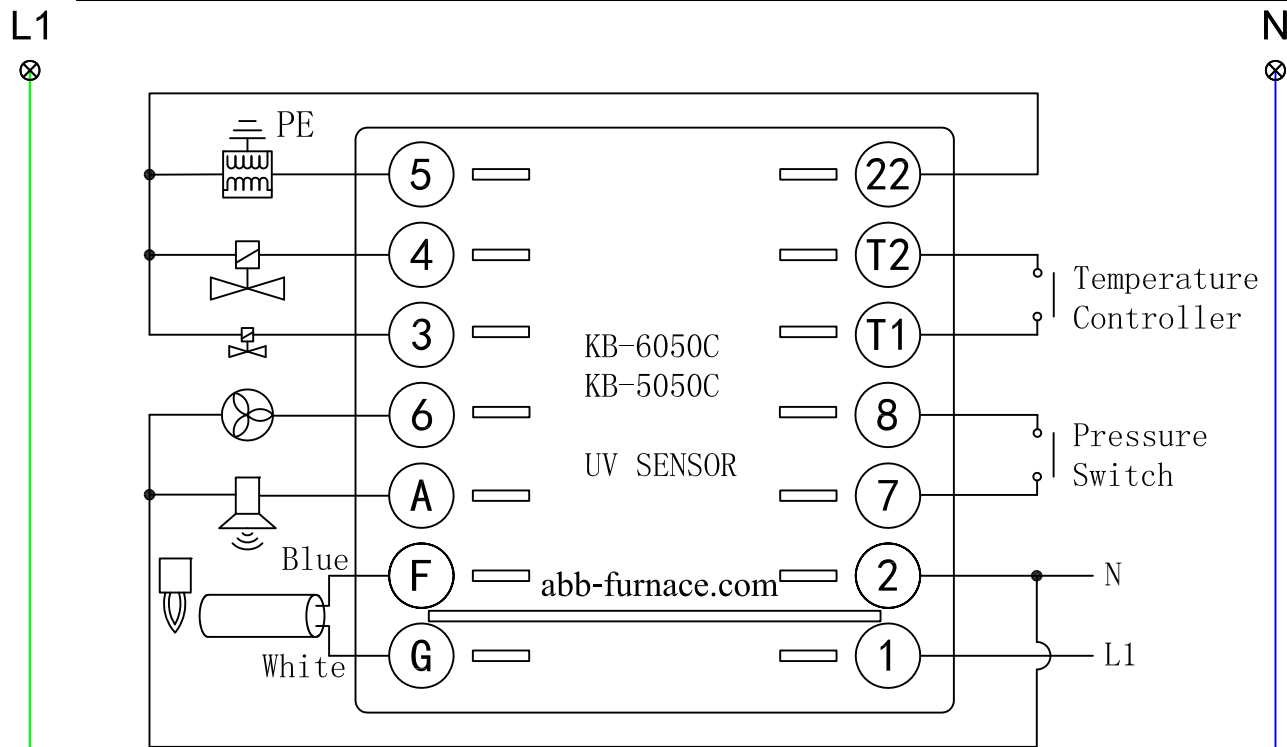 L1
N
PE
5
22
4
T2
Temperature
Controller
3
T1
KB-6050C
KB-5050C
6
8
Pressure
Switch
UV SENSOR
A
7
Blue
F
abb-furnace.com
2
N
White
G
1
L1